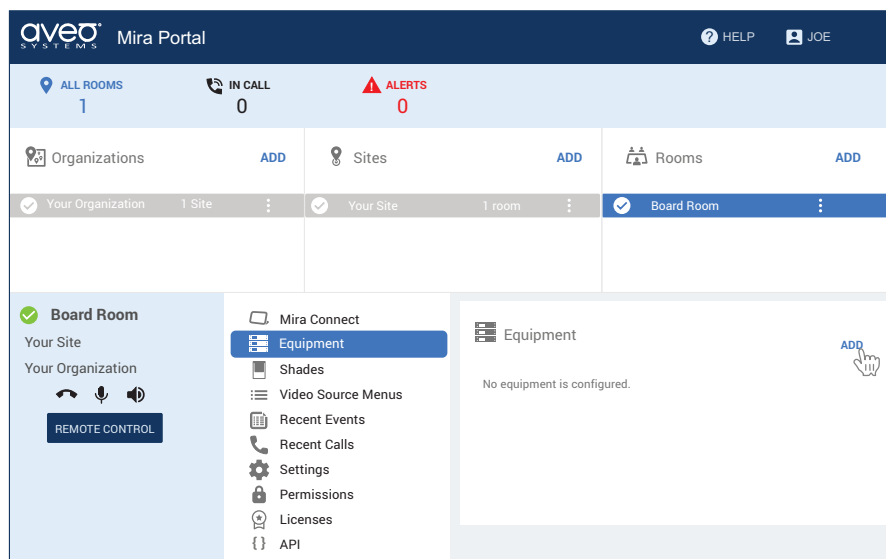 aveo SYSTEMS Mira Portal ? HELP JOE
ALL ROOMS IN CALL ! ALERTS
1 0 0
Organizations ADD Sites ADD Rooms ADD
Your Organization 1 Site Your Site 1 room Board Room
Board Room
Your Site
Your Organization
REMOTE CONTROL
Mira Connect
Equipment
Shades
Video Source Menus
Recent Events
Recent Calls
Settings
Permissions
Licenses
{} API
Equipment ADD
No equipment is configured.